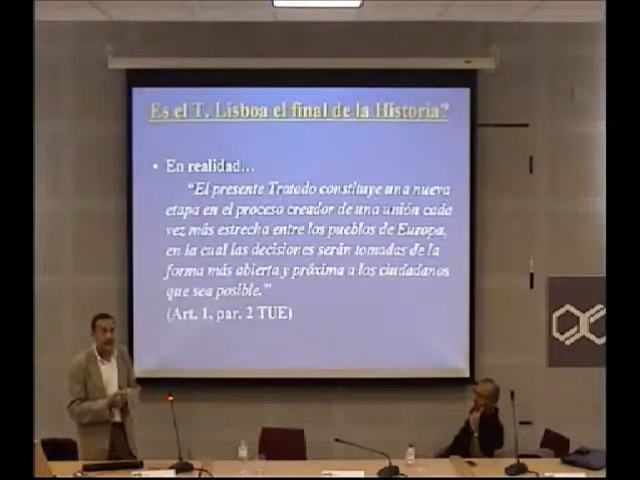 Es el T. Lisboa el final de la Historia?
• En realidad...
"El presente Tratado constituye una nueva
etapa en el proceso creador de una unión cada
vez más estrecha entre los pueblos de Europa,
en la cual las decisiones serán tomadas de la
forma más abierta y próxima a los ciudadanos
que sea posible."
(Art. 1, par. 2 TUE)